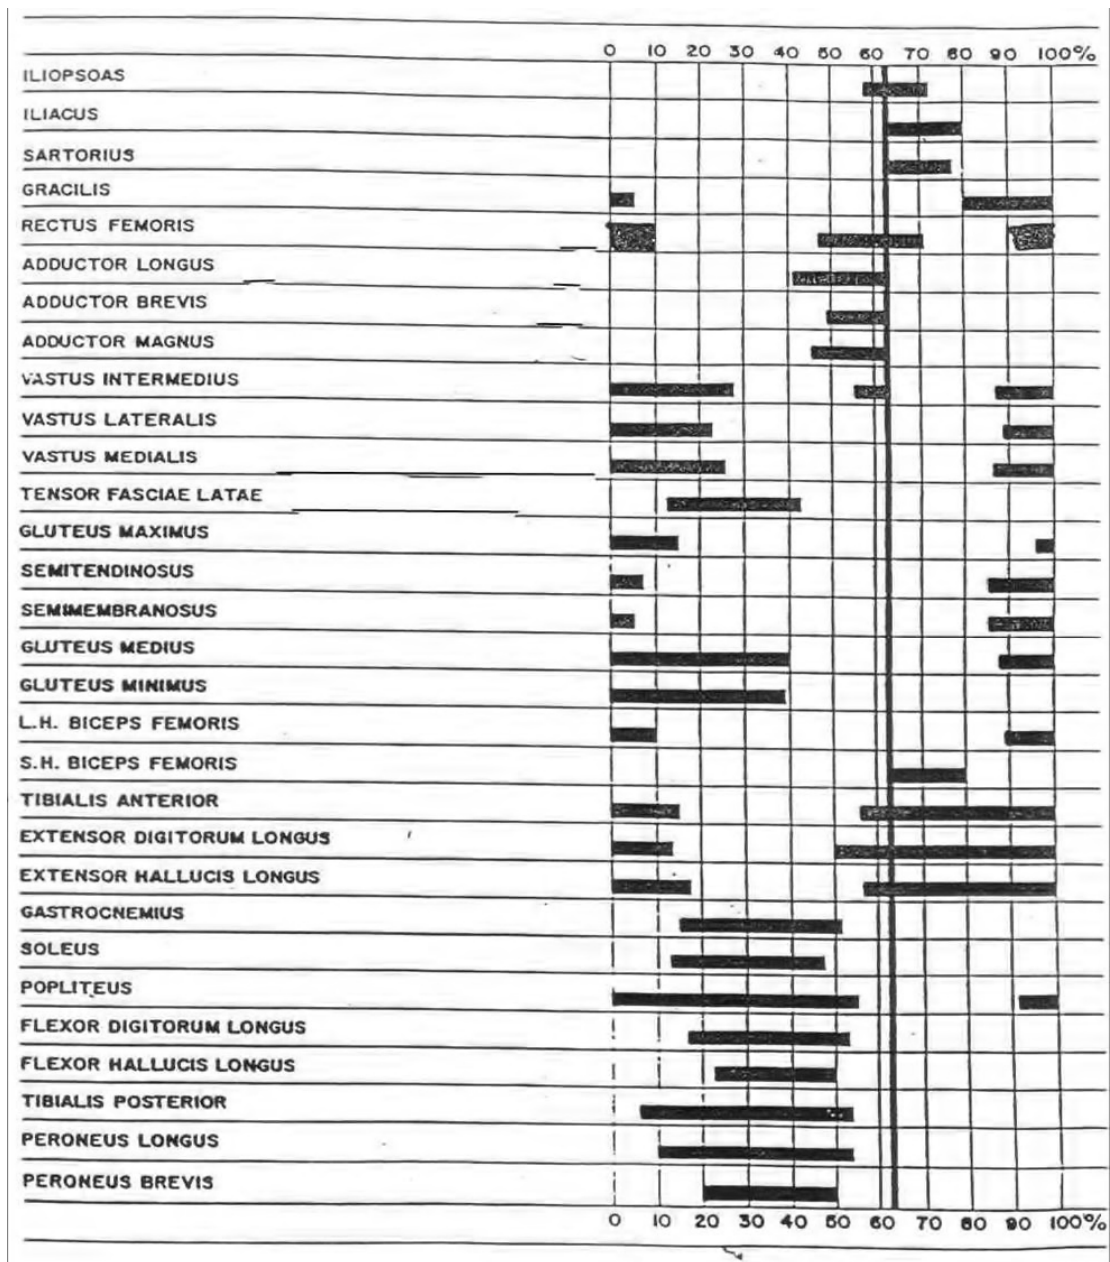 0 10 20 30 40 50 60 70 80 90 100%
ILIOPSOAS
ILIACUS
SARTORIUS
GRACILIS
RECTUS FEMORIS
ADDUCTOR LONGUS
ADDUCTOR BREVIS
ADDUCTOR MAGNUS
VASTUS INTERMEDIUS
VASTUS LATERALIS
VASTUS MEDIALIS
TENSOR FASCIAE LATAE
GLUTEUS MAXIMUS
SEMITENDINOSUS
SEMIMEMBRANOSUS
GLUTEUS MEDIUS
GLUTEUS MINIMUS
L.H. BICEPS FEMORIS
S.H. BICEPS FEMORIS
TIBIALIS ANTERIOR
EXTENSOR DIGITORUM LONGUS
EXTENSOR HALLUCIS LONGUS
GASTROCNEMIUS
SOLEUS
POPLITEUS
FLEXOR DIGITORUM LONGUS
FLEXOR HALLUCIS LONGUS
TIBIALIS POSTERIOR
PERONEUS LONGUS
PERONEUS BREVIS
0 10 20 30 40 50 60 70 80 90 100%